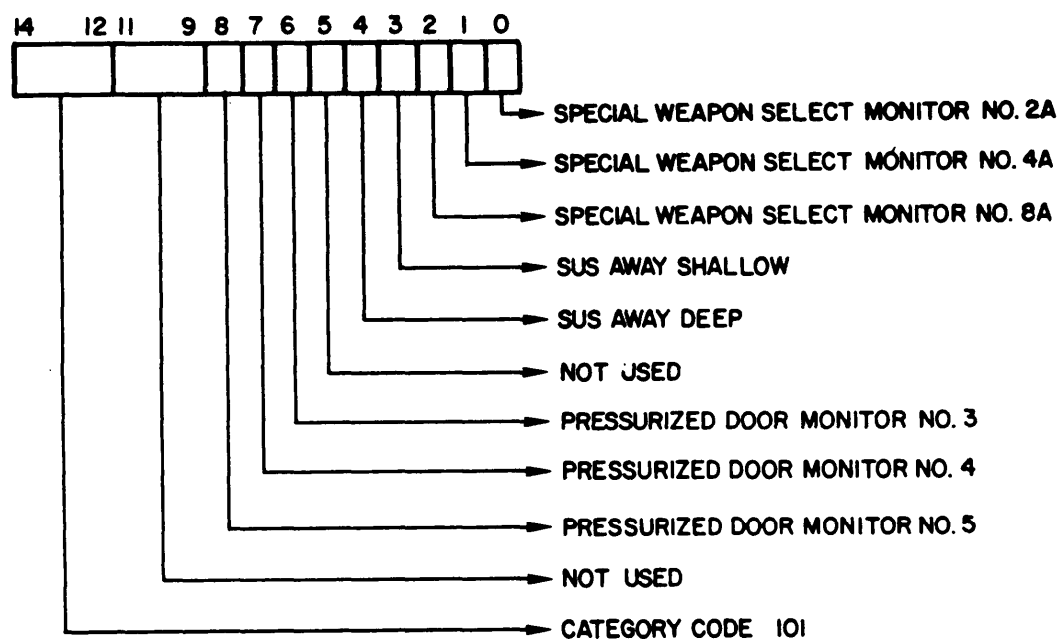 14 12 11 9 8 7 6 5 4 3 2 1 0
SPECIAL WEAPON SELECT MONITOR NO. 2A
SPECIAL WEAPON SELECT MONITOR NO. 4A
SPECIAL WEAPON SELECT MONITOR NO. 8A
SUS AWAY SHALLOW
SUS AWAY DEEP
NOT USED
PRESSURIZED DOOR MONITOR NO. 3
PRESSURIZED DOOR MONITOR NO. 4
PRESSURIZED DOOR MONITOR NO. 5
NOT USED
CATEGORY CODE 101